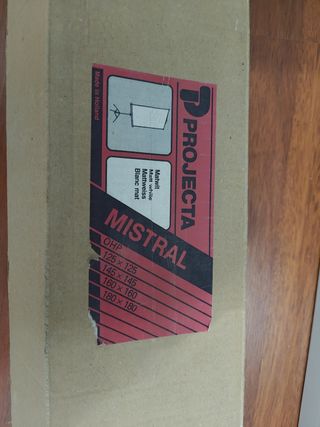 PROJECTA
Made in Holland
Matwit
Matt white
Mattweiss
Blanc mat
MISTRAL
OHP
125 x 125
145 x 145
160 x 160
180 x 180